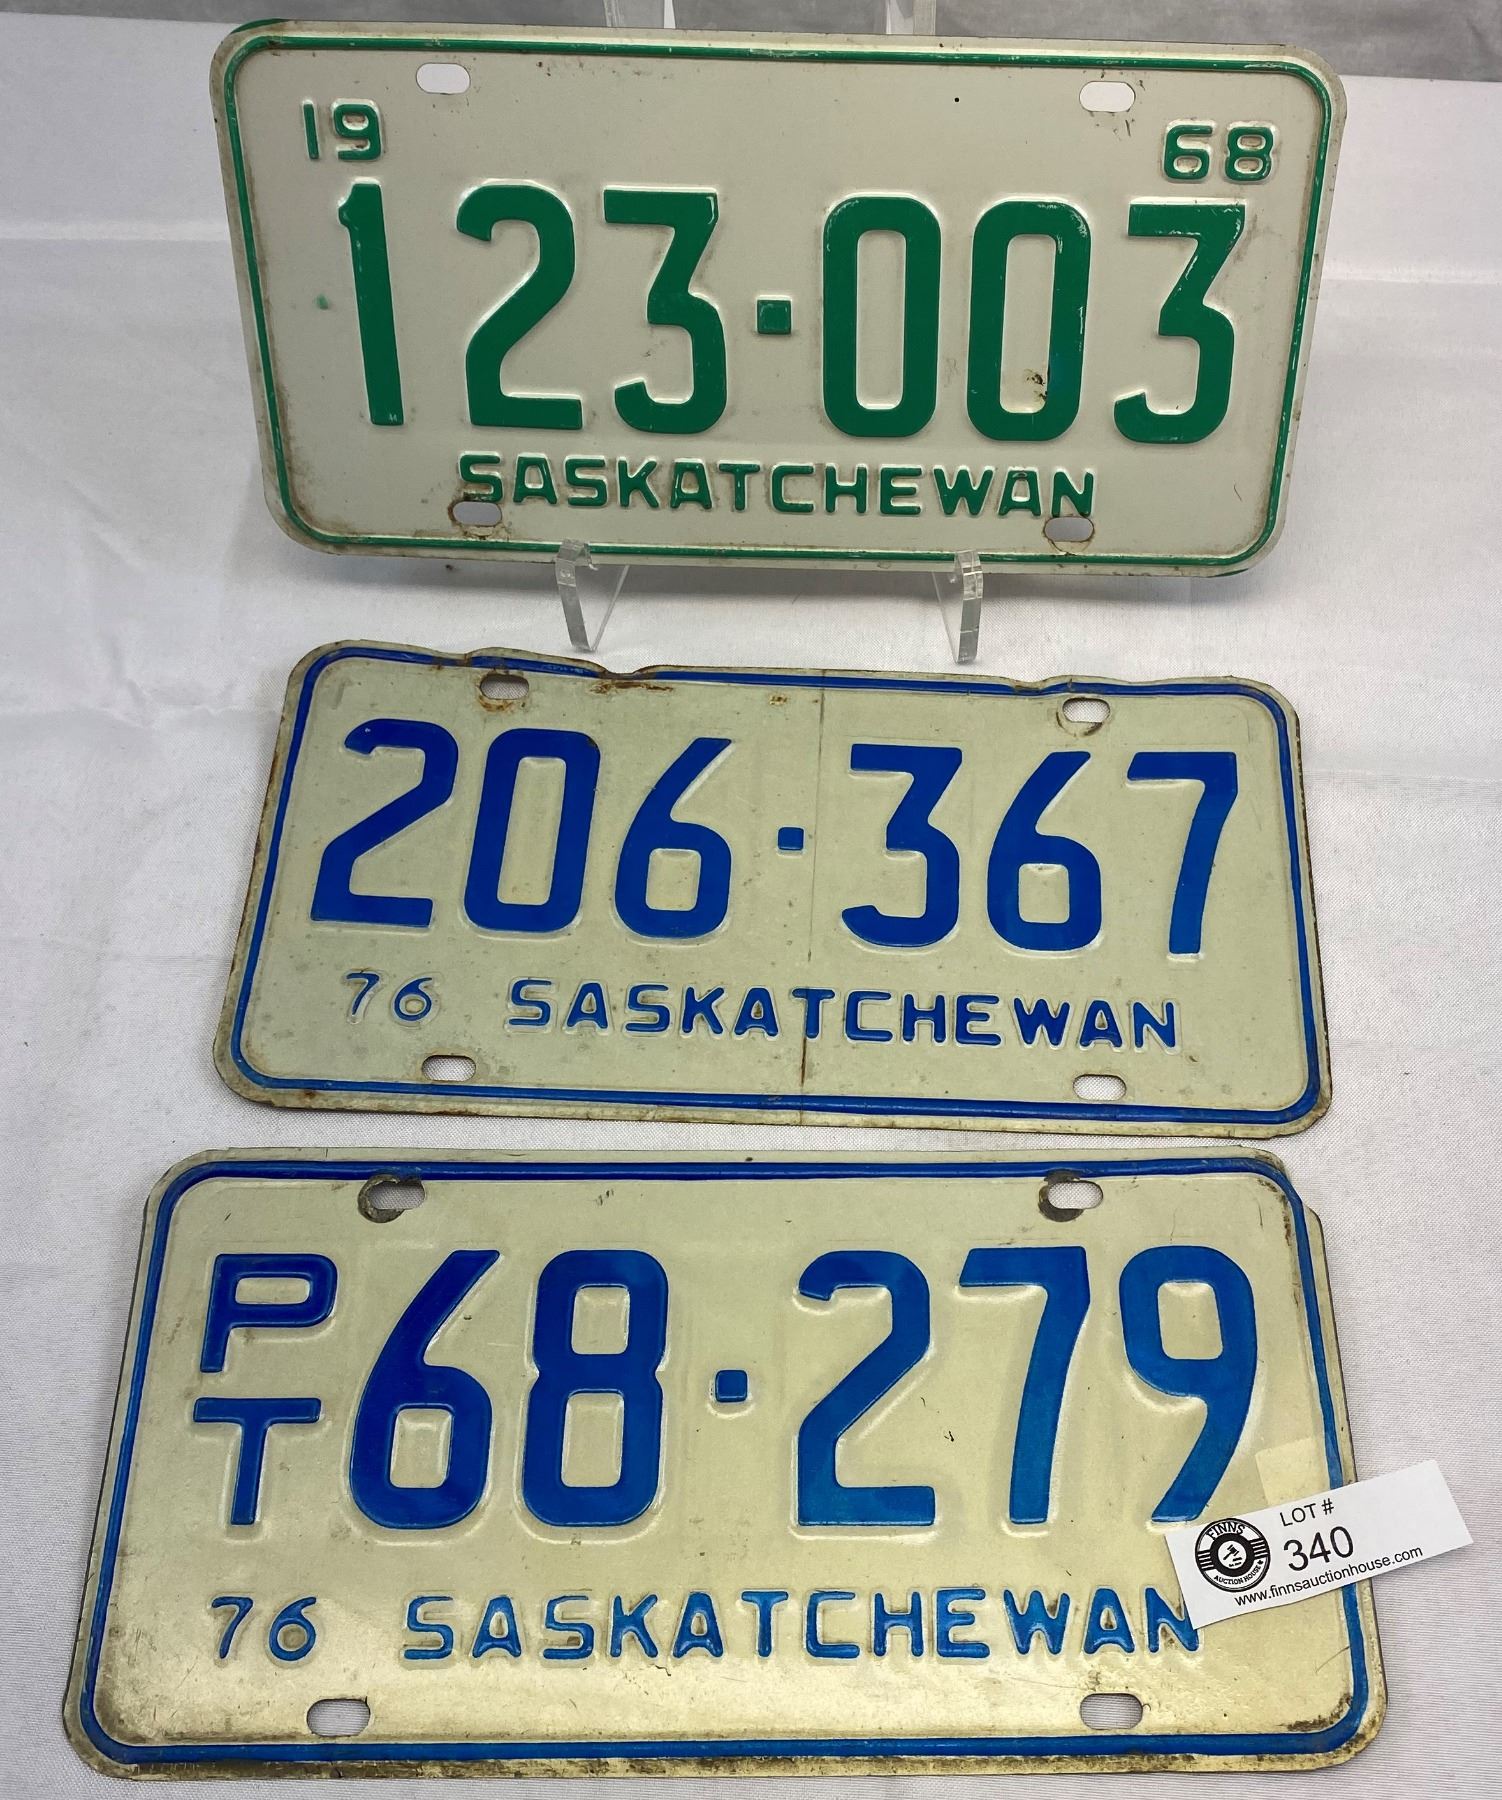 19 68
123·003
SASKATCHEWAN
206·367
76 SASKATCHEWAN
PT 68·279
76 SASKATCHEWAN
LOT #
340
FINNS
AUCTION HOUSE
www.finnsauctionhouse.com